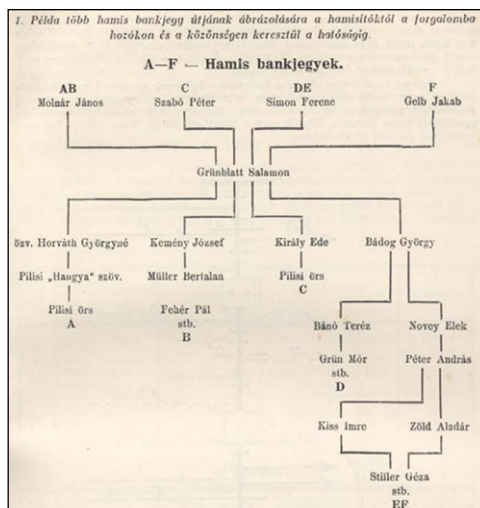 1. Példa több hamis bankjegy útjának ábrázolására a hamisítóktól a forgalomba
hozókon és a közönségen keresztül a hatóságig.
A—F — Hamis bankjegyek.
AB C DE F
Molnár János Szabó Péter Simon Ferenc Gelb Jakab
Grünblatt Salamon
özv. Horváth Györgyné Kemény József Király Ede Bádog György
Pilisi „Hangya" szöv. Müller Bertalan Pilisi örs
C
Pilisi örs Fehér Pál
A stb.
B
Bánó Teréz Novey Elek
Grün Mór Péter András
stb.
D
Kiss Imre Zöld Aladár
Stiller Géza
stb.
EF